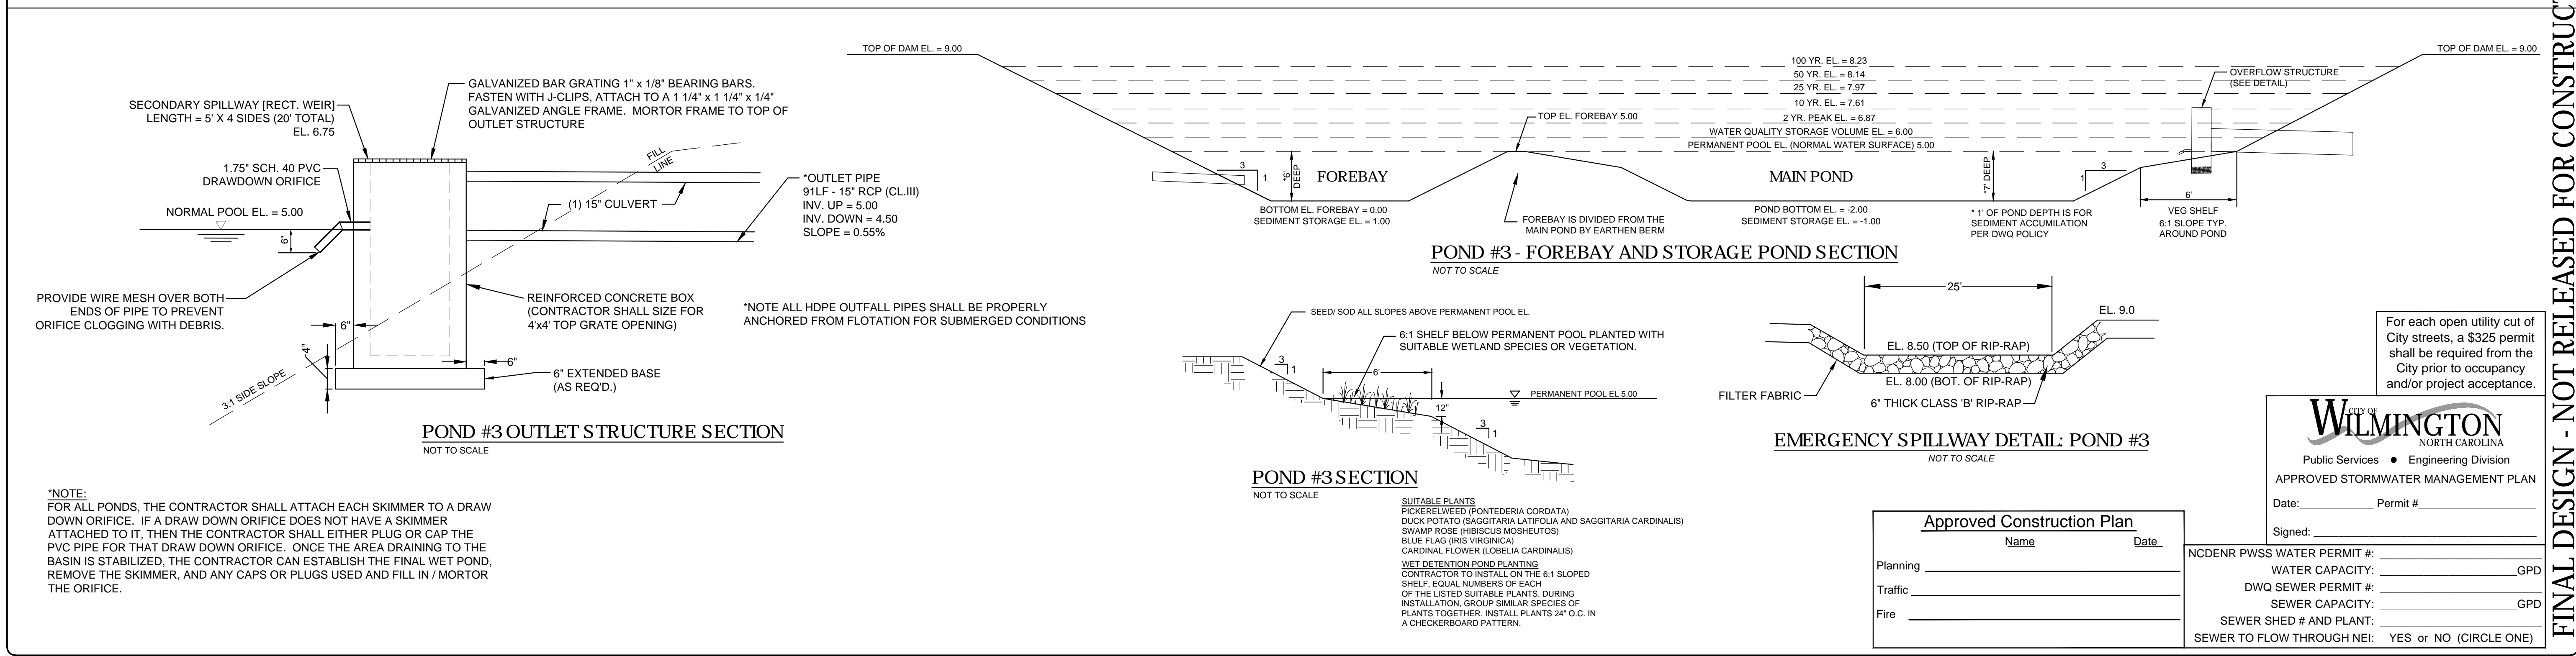 SECONDARY SPILLWAY [RECT. WEIR]
LENGTH = 5' X 4 SIDES (20' TOTAL)
EL. 6.75
GALVANIZED BAR GRATING 1" x 1/8" BEARING BARS.
FASTEN WITH J-CLIPS, ATTACH TO A 1 1/4" x 1 1/4" x 1/4"
GALVANIZED ANGLE FRAME.  MORTOR FRAME TO TOP OF
OUTLET STRUCTURE
1.75" SCH. 40 PVC
DRAWDOWN ORIFICE
NORMAL POOL EL. = 5.00
6"
FILL
LINE
(1) 15" CULVERT
*OUTLET PIPE
91LF - 15" RCP (CL.III)
INV. UP = 5.00
INV. DOWN = 4.50
SLOPE = 0.55%
PROVIDE WIRE MESH OVER BOTH
ENDS OF PIPE TO PREVENT
ORIFICE CLOGGING WITH DEBRIS.
REINFORCED CONCRETE BOX
(CONTRACTOR SHALL SIZE FOR
4'x4' TOP GRATE OPENING)
6"
4"
6"
6" EXTENDED BASE
(AS REQ'D.)
3:1 SIDE SLOPE
POND #3 OUTLET STRUCTURE SECTION
NOT TO SCALE
*NOTE ALL HDPE OUTFALL PIPES SHALL BE PROPERLY
ANCHORED FROM FLOTATION FOR SUBMERGED CONDITIONS
*NOTE:
FOR ALL PONDS, THE CONTRACTOR SHALL ATTACH EACH SKIMMER TO A DRAW
DOWN ORIFICE.  IF A DRAW DOWN ORIFICE DOES NOT HAVE A SKIMMER
ATTACHED TO IT, THEN THE CONTRACTOR SHALL EITHER PLUG OR CAP THE
PVC PIPE FOR THAT DRAW DOWN ORIFICE.  ONCE THE AREA DRAINING TO THE
BASIN IS STABILIZED, THE CONTRACTOR CAN ESTABLISH THE FINAL WET POND,
REMOVE THE SKIMMER, AND ANY CAPS OR PLUGS USED AND FILL IN / MORTOR
THE ORIFICE.
TOP OF DAM EL. = 9.00
TOP OF DAM EL. = 9.00
100 YR. EL. = 8.23
50 YR. EL. = 8.14
25 YR. EL. = 7.97
10 YR. EL. = 7.61
2 YR. PEAK EL. = 6.87
WATER QUALITY STORAGE VOLUME EL. = 6.00
PERMANENT POOL EL. (NORMAL WATER SURFACE) 5.00
OVERFLOW STRUCTURE
(SEE DETAIL)
TOP EL. FOREBAY 5.00
3
1
*6'
DEEP
FOREBAY
MAIN POND
*7' DEEP
3
1
6'
VEG SHELF
6:1 SLOPE TYP.
AROUND POND
BOTTOM EL. FOREBAY = 0.00
SEDIMENT STORAGE EL. = 1.00
FOREBAY IS DIVIDED FROM THE
MAIN POND BY EARTHEN BERM
POND BOTTOM EL. = -2.00
SEDIMENT STORAGE EL. = -1.00
* 1' OF POND DEPTH IS FOR
SEDIMENT ACCUMILATION
PER DWQ POLICY
POND #3 - FOREBAY AND STORAGE POND SECTION
NOT TO SCALE
SEED/ SOD ALL SLOPES ABOVE PERMANENT POOL EL.
6:1 SHELF BELOW PERMANENT POOL PLANTED WITH
SUITABLE WETLAND SPECIES OR VEGETATION.
3
1
6'
PERMANENT POOL EL 5.00
12"
3
1
POND #3 SECTION
NOT TO SCALE
SUITABLE PLANTS
PICKERELWEED (PONTEDERIA CORDATA)
DUCK POTATO (SAGGITARIA LATIFOLIA AND SAGGITARIA CARDINALIS)
SWAMP ROSE (HIBISCUS MOSHEUTOS)
BLUE FLAG (IRIS VIRGINICA)
CARDINAL FLOWER (LOBELIA CARDINALIS)
WET DETENTION POND PLANTING
CONTRACTOR TO INSTALL ON THE 6:1 SLOPED
SHELF, EQUAL NUMBERS OF EACH
OF THE LISTED SUITABLE PLANTS. DURING
INSTALLATION, GROUP SIMILAR SPECIES OF
PLANTS TOGETHER. INSTALL PLANTS 24" O.C. IN
A CHECKERBOARD PATTERN.
25'
EL. 9.0
EL. 8.50 (TOP OF RIP-RAP)
EL. 8.00 (BOT. OF RIP-RAP)
FILTER FABRIC
6" THICK CLASS 'B' RIP-RAP
EMERGENCY SPILLWAY DETAIL: POND #3
NOT TO SCALE
For each open utility cut of
City streets, a $325 permit
shall be required from the
City prior to occupancy
and/or project acceptance.
CITY OF
WILMINGTON
NORTH CAROLINA
Public Services ● Engineering Division
APPROVED STORMWATER MANAGEMENT PLAN
Date: Permit #
Signed:
Approved Construction Plan
Name Date
Planning
Traffic
Fire
NCDENR PWSS WATER PERMIT #:
WATER CAPACITY: GPD
DWQ SEWER PERMIT #:
SEWER CAPACITY: GPD
SEWER SHED # AND PLANT:
SEWER TO FLOW THROUGH NEI: YES or NO (CIRCLE ONE)
FINAL DESIGN - NOT RELEASED FOR CONSTRUCT